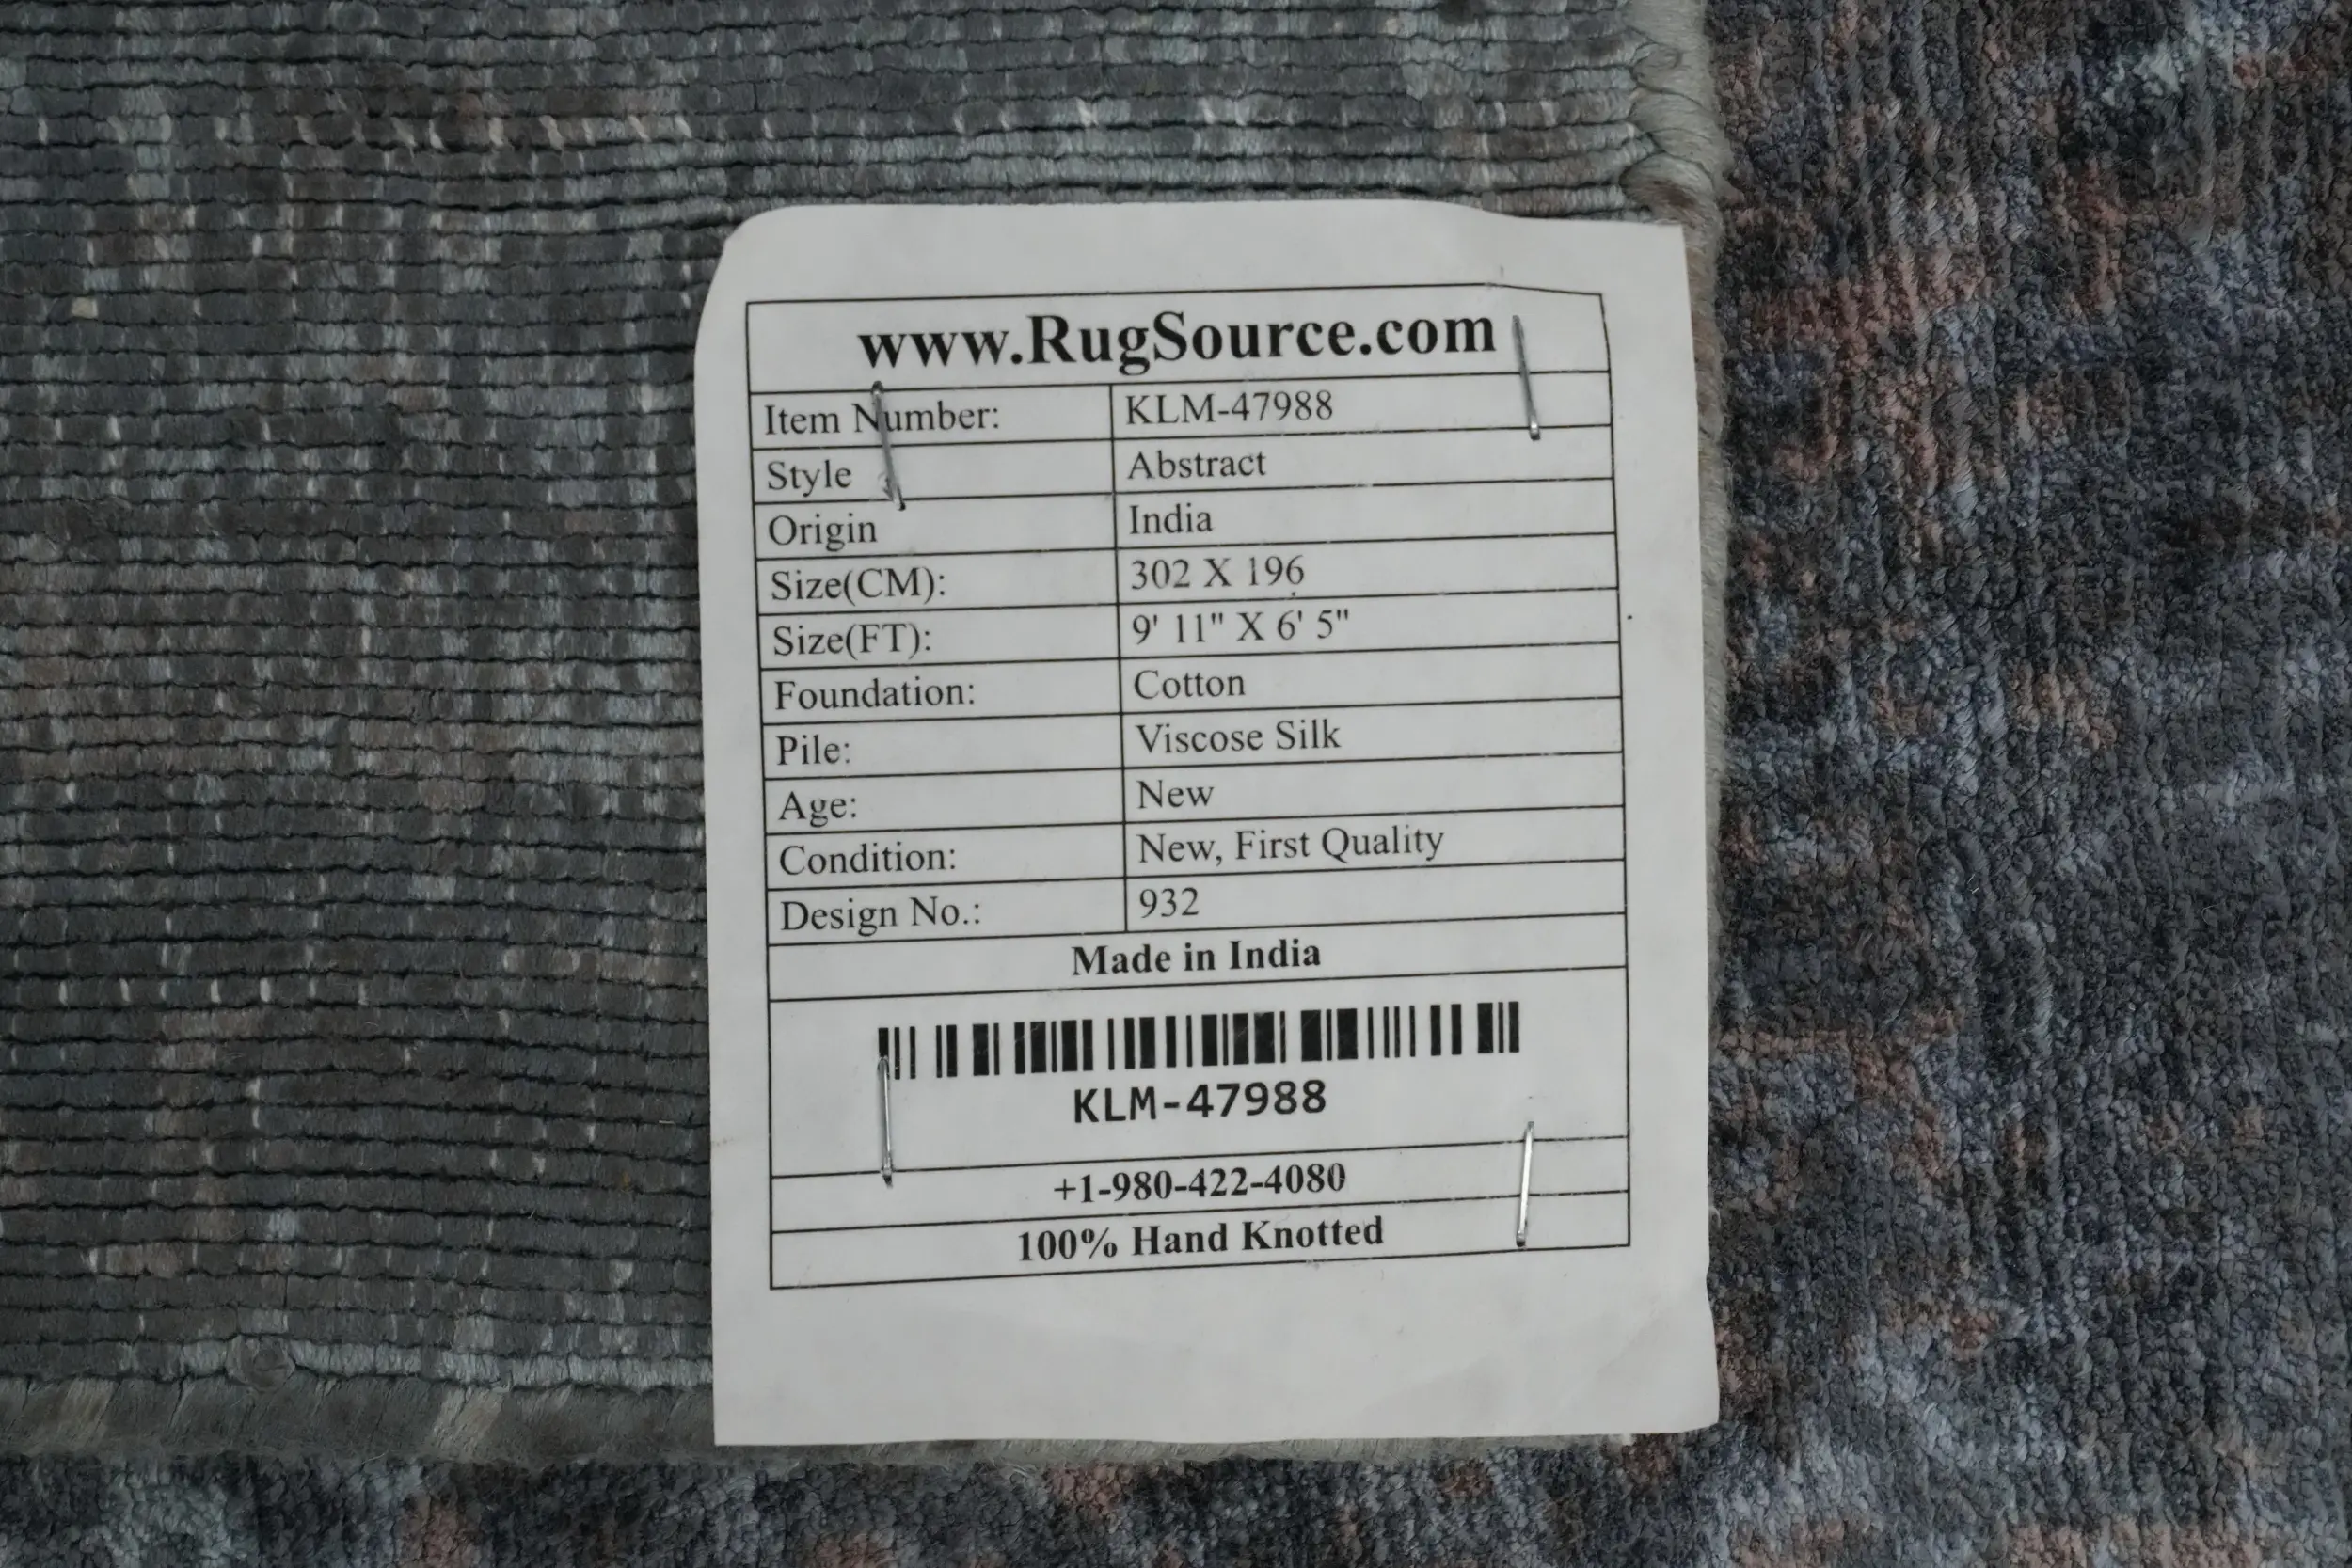 www.RugSource.com
Item Number: KLM-47988
Style Abstract
Origin India
Size(CM): 302 X 196
Size(FT): 9' 11" X 6' 5"
Foundation: Cotton
Pile: Viscose Silk
Age: New
Condition: New, First Quality
Design No.: 932
Made in India
KLM-47988
+1-980-422-4080
100% Hand Knotted